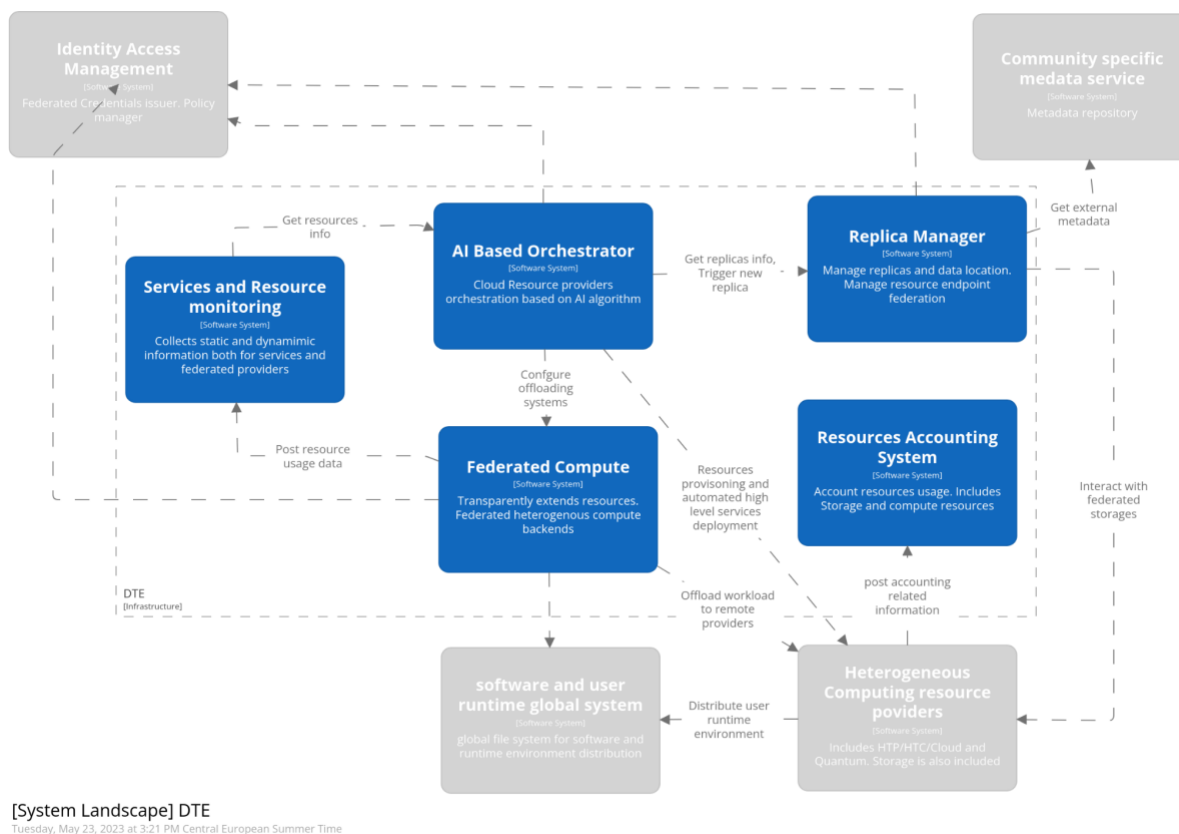 Identity Access
Management
[Software System]
Federated Credentials issuer. Policy
manager
Community specific
medata service
[Software System]
Metadata repository
Get external
metadata
Get resources
info
AI Based Orchestrator
[Software System]
Cloud Resource providers
orchestration based on AI algorithm
Get replicas info,
Trigger new
replica
Replica Manager
[Software System]
Manage replicas and data location.
Manage resource endpoint
federation
Services and Resource
monitoring
[Software System]
Collects static and dynamimic
information both for services and
federated providers
Confgure
offloading
systems
Post resource
usage data
Federated Compute
[Software System]
Transparently extends resources.
Federated heterogenous compute
backends
Resources
provisoning and
automated high
level services
deployment
Resources Accounting
System
[Software System]
Account resources usage. Includes
Storage and compute resources
Interact with
federated
storages
DTE
[Infrastructure]
Offload workload
to remote
providers
post accounting
related
information
software and user
runtime global system
[Software System]
global file system for software and
runtime environment distribution
Distribute user
runtime
environment
Heterogeneous
Computing resource
poviders
[Software System]
Includes HTP/HTC/Cloud and
Quantum. Storage is also included
[System Landscape] DTE
Tuesday, May 23, 2023 at 3:21 PM Central European Summer Time